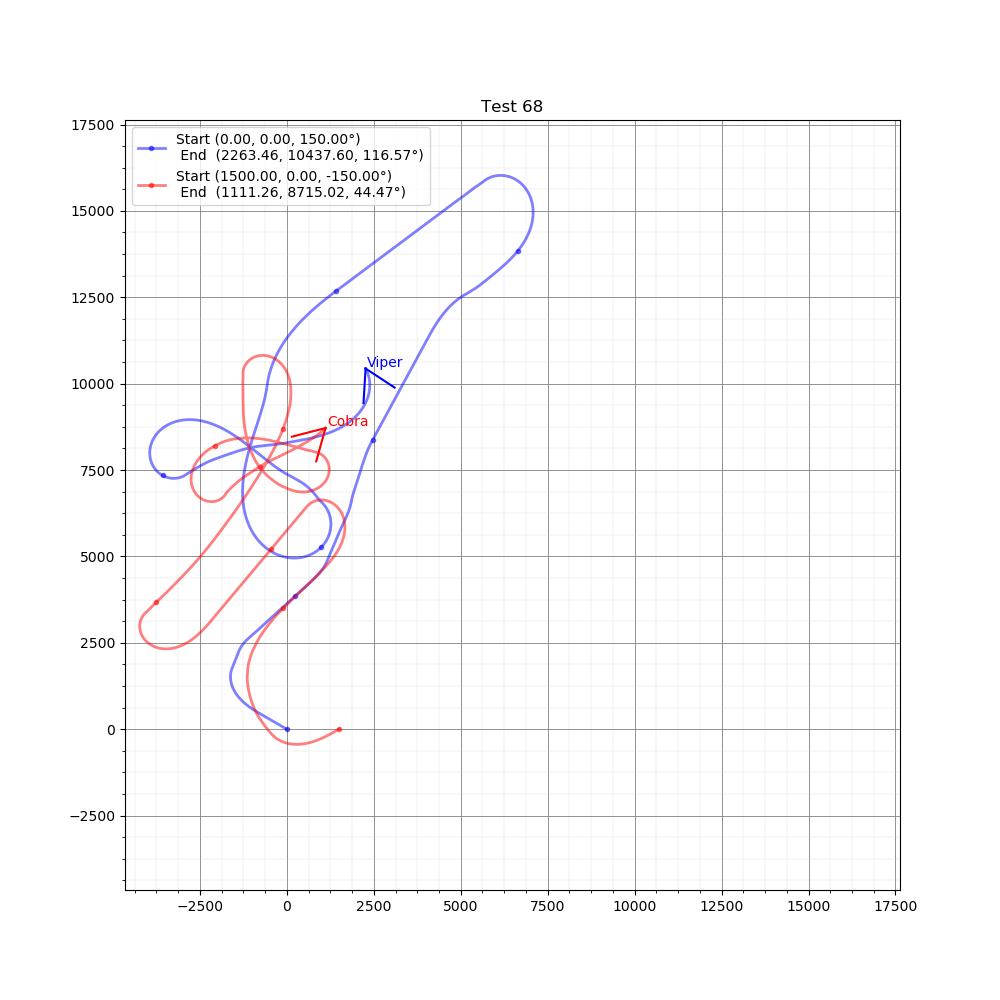 Test 68
Start (0.00, 0.00, 150.00°)
End (2263.46, 10437.60, 116.57°)
Start (1500.00, 0.00, -150.00°)
End (1111.26, 8715.02, 44.47°)
17500
15000
12500
10000
7500
5000
2500
0
−2500
Viper
Cobra
−2500 0 2500 5000 7500 10000 12500 15000 17500